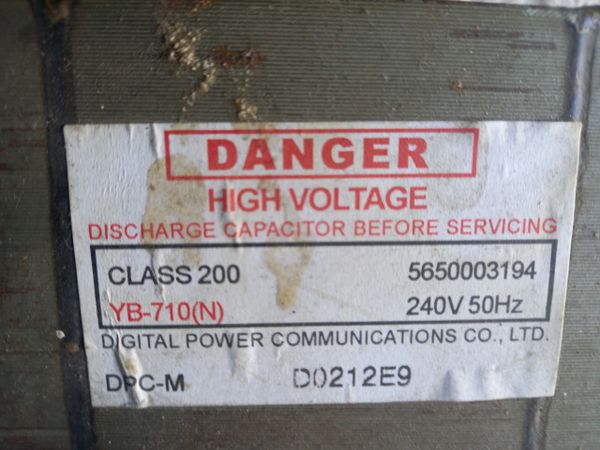 DANGER
HIGH VOLTAGE
DISCHARGE CAPACITOR BEFORE SERVICING
CLASS 200 5650003194
YB-710(N) 240V 50Hz
DIGITAL POWER COMMUNICATIONS CO., LTD.
DPC-M D0212E9